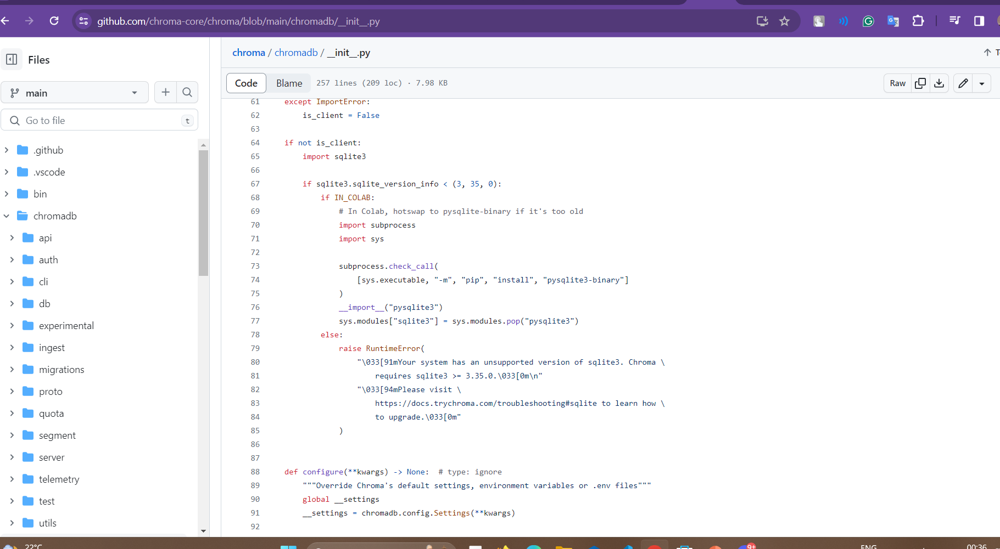 github.com/chroma-core/chroma/blob/main/chromadb/__init__.py
Files
main
Go to file
t
.github
.vscode
bin
chromadb
api
auth
cli
db
experimental
ingest
migrations
proto
quota
segment
server
telemetry
test
utils
chroma / chromadb / __init__.py
Code
Blame
257 lines (209 loc) · 7.98 KB
Raw
61 except ImportError:
62     is_client = False
63
64 if not is_client:
65     import sqlite3
66
67     if sqlite3.sqlite_version_info < (3, 35, 0):
68         if IN_COLAB:
69             # In Colab, hotswap to pysqlite-binary if it's too old
70             import subprocess
71             import sys
72
73             subprocess.check_call(
74                 [sys.executable, "-m", "pip", "install", "pysqlite3-binary"]
75             )
76             __import__("pysqlite3")
77             sys.modules["sqlite3"] = sys.modules.pop("pysqlite3")
78         else:
79             raise RuntimeError(
80                 "\033[91mYour system has an unsupported version of sqlite3. Chroma \
81                     requires sqlite3 >= 3.35.0.\033[0m\n"
82                 "\033[94mPlease visit \
83                     https://docs.trychroma.com/troubleshooting#sqlite to learn how \
84                     to upgrade.\033[0m"
85             )
86
87
88 def configure(**kwargs) -> None:  # type: ignore
89     """Override Chroma's default settings, environment variables or .env files"""
90     global __settings
91     __settings = chromadb.config.Settings(**kwargs)
92
22°C
9+
ENG
00:36